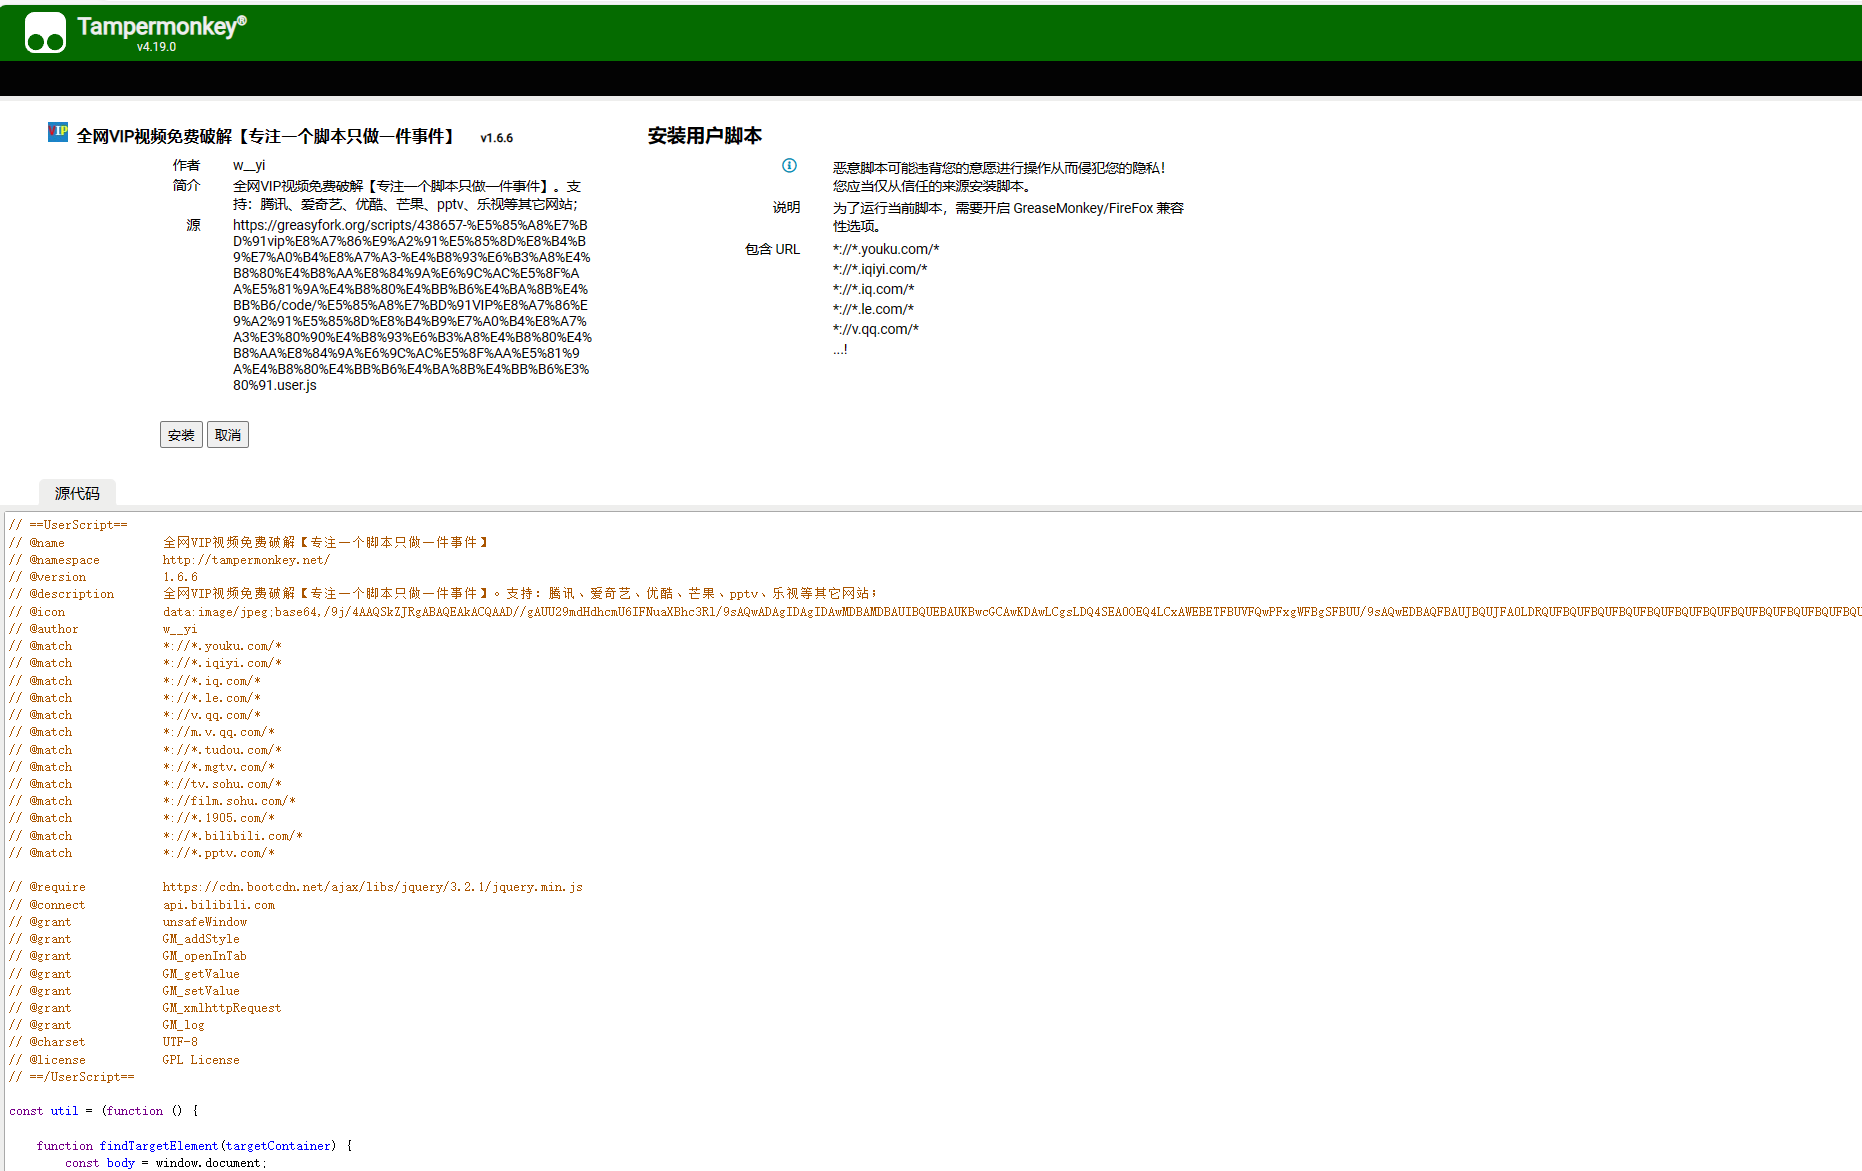 Tampermonkey®
v4.19.0
VIP 全网VIP视频免费破解【专注一个脚本只做一件事件】 v1.6.6
作者 w__yi
简介 全网VIP视频免费破解【专注一个脚本只做一件事件】。支
持：腾讯、爱奇艺、优酷、芒果、pptv、乐视等其它网站；
源 https://greasyfork.org/scripts/438657-%E5%85%A8%E7%B
D%91vip%E8%A7%86%E9%A2%91%E5%85%8D%E8%B4%B
9%E7%A0%B4%E8%A7%A3-%E4%B8%93%E6%B3%A8%E4%
B8%80%E4%B8%AA%E8%84%9A%E6%9C%AC%E5%8F%A
A%E5%81%9A%E4%B8%80%E4%BB%B6%E4%BA%8B%E4%
BB%B6/code/%E5%85%A8%E7%BD%91VIP%E8%A7%86%E
9%A2%91%E5%85%8D%E8%B4%B9%E7%A0%B4%E8%A7%
A3%E3%80%90%E4%B8%93%E6%B3%A8%E4%B8%80%E4%
B8%AA%E8%84%9A%E6%9C%AC%E5%8F%AA%E5%81%9
A%E4%B8%80%E4%BB%B6%E4%BA%8B%E4%BB%B6%E3%
80%91.user.js
安装 取消
安装用户脚本
恶意脚本可能违背您的意愿进行操作从而侵犯您的隐私！
您应当仅从信任的来源安装脚本。
说明 为了运行当前脚本，需要开启 GreaseMonkey/FireFox 兼容
性选项。
包含 URL *://*.youku.com/*
*://*.iqiyi.com/*
*://*.iq.com/*
*://*.le.com/*
*://v.qq.com/*
...!
源代码
// ==UserScript==
// @name 全网VIP视频免费破解【专注一个脚本只做一件事件】
// @namespace http://tampermonkey.net/
// @version 1.6.6
// @description 全网VIP视频免费破解【专注一个脚本只做一件事件】。支持：腾讯、爱奇艺、优酷、芒果、pptv、乐视等其它网站；
// @icon data:image/jpeg;base64,
// @author w__yi
// @match *://*.youku.com/*
// @match *://*.iqiyi.com/*
// @match *://*.iq.com/*
// @match *://*.le.com/*
// @match *://v.qq.com/*
// @match *://m.v.qq.com/*
// @match *://*.tudou.com/*
// @match *://*.mgtv.com/*
// @match *://tv.sohu.com/*
// @match *://film.sohu.com/*
// @match *://*.1905.com/*
// @match *://*.bilibili.com/*
// @match *://*.pptv.com/*
// @require https://cdn.bootcdn.net/ajax/libs/jquery/3.2.1/jquery.min.js
// @connect api.bilibili.com
// @grant unsafeWindow
// @grant GM_addStyle
// @grant GM_openInTab
// @grant GM_getValue
// @grant GM_setValue
// @grant GM_xmlhttpRequest
// @grant GM_log
// @charset UTF-8
// @license GPL License
// ==/UserScript==
const util = (function () {
function findTargetElement(targetContainer) {
const body = window.document;